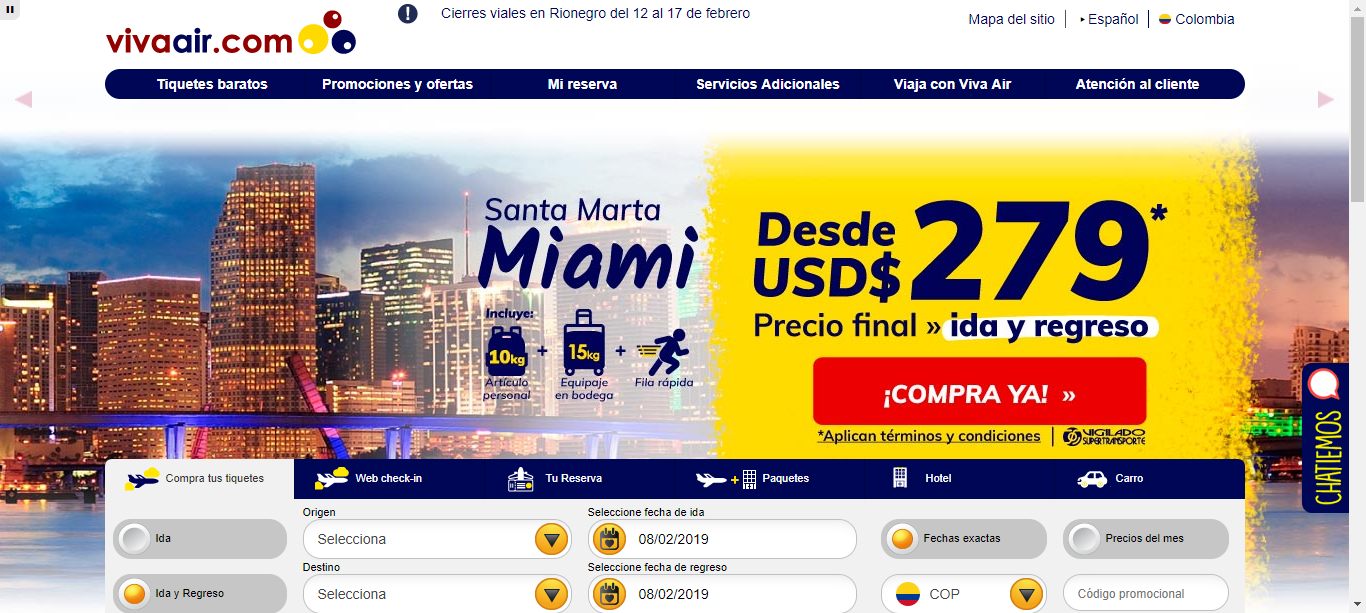 Cierres viales en Rionegro del 12 al 17 de febrero
Mapa del sitio
Español
Colombia
vivaair.com
Tiquetes baratos
Promociones y ofertas
Mi reserva
Servicios Adicionales
Viaja con Viva Air
Atención al cliente
Santa Marta
Miami
Incluye:
10kg + 15kg +
Artículo personal
Equipaje en bodega
Fila rápida
Desde
USD$ 279*
Precio final » ida y regreso
¡COMPRA YA! »
*Aplican términos y condiciones
VIGILADO
SUPERTRANSPORTE
CHATIEMOS
Compra tus tiquetes
Web check-in
Tu Reserva
Paquetes
Hotel
Carro
Origen
Seleccione fecha de ida
Ida
Selecciona
08/02/2019
Fechas exactas
Precios del mes
Destino
Seleccione fecha de regreso
Ida y Regreso
Selecciona
08/02/2019
COP
Código promocional